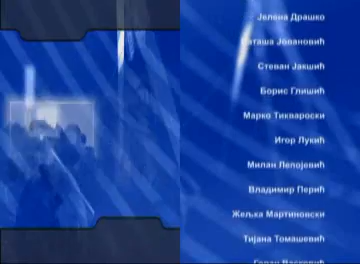 Јелена Драшко
Наташа Јовановић
Стеван Јакшић
Борис Глишић
Марко Тикварски
Игор Лукић
Милан Лепојевић
Владимир Перић
Жељка Мартиновски
Тијана Томашевић